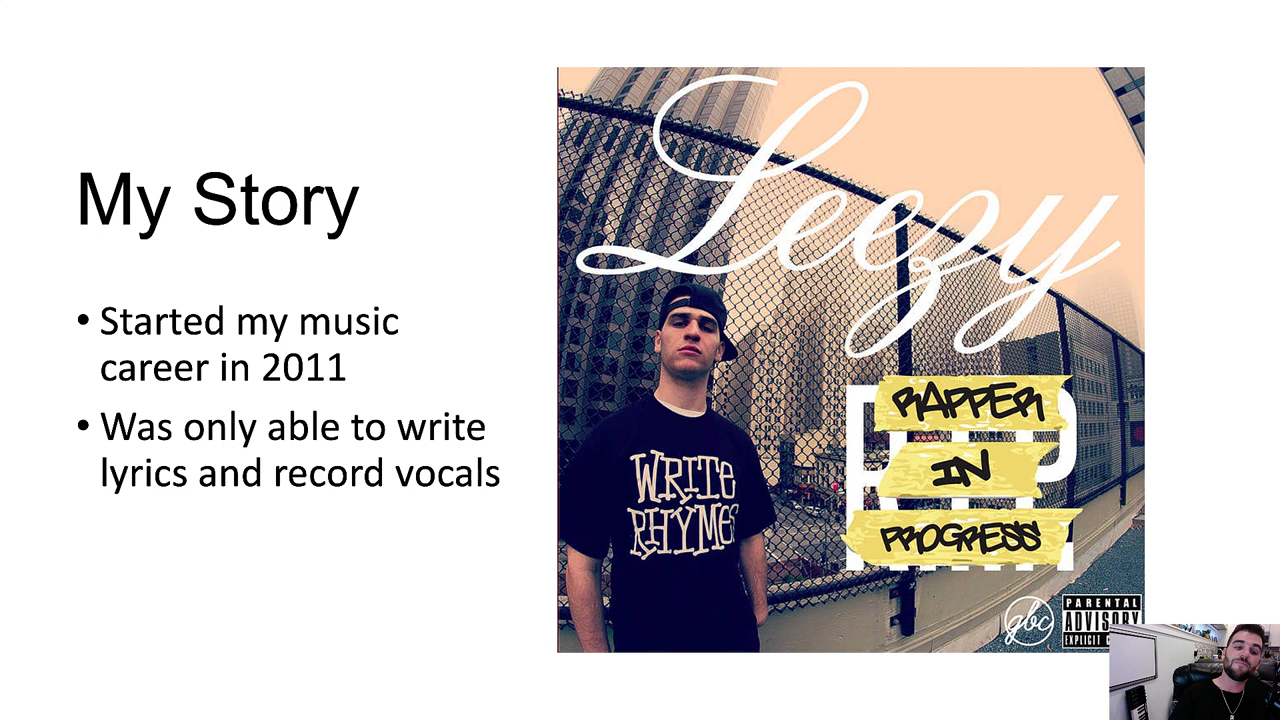 My Story
• Started my music
career in 2011
• Was only able to write
lyrics and record vocals
Leezy
WRITE
RHYMES
RAPPER
IN
PROGRESS
gbc
PARENTAL
ADVISORY
EXPLICIT